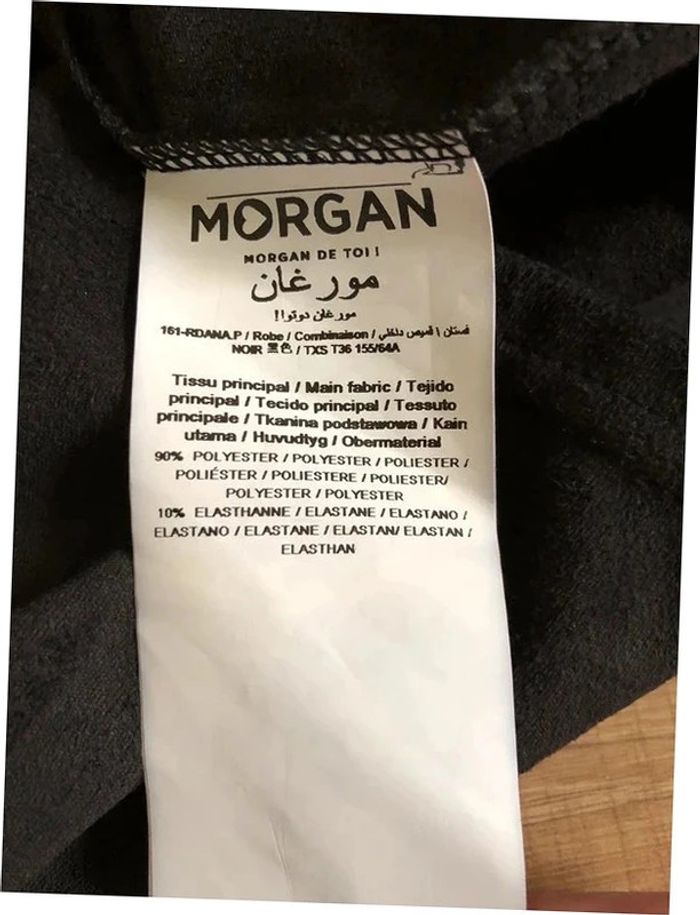 MORGAN
MORGAN DE TOI !
مورغان
مورغان دوتوا!
161-RDANA.P / Robe / Combinaison / فستان \ قميص داخلي
NOIR 黑色 / TXS T36 155/64A
Tissu principal / Main fabric / Tejido
principal / Tecido principal / Tessuto
principale / Tkanina podstawowa / Kain
utama / Huvudtyg / Obermaterial
90% POLYESTER / POLYESTER / POLIESTER /
POLIÉSTER / POLIESTERE / POLIESTER/
POLYESTER / POLYESTER
10% ELASTHANNE / ELASTANE / ELASTANO /
ELASTANO / ELASTANE / ELASTAN/ ELASTAN /
ELASTHAN